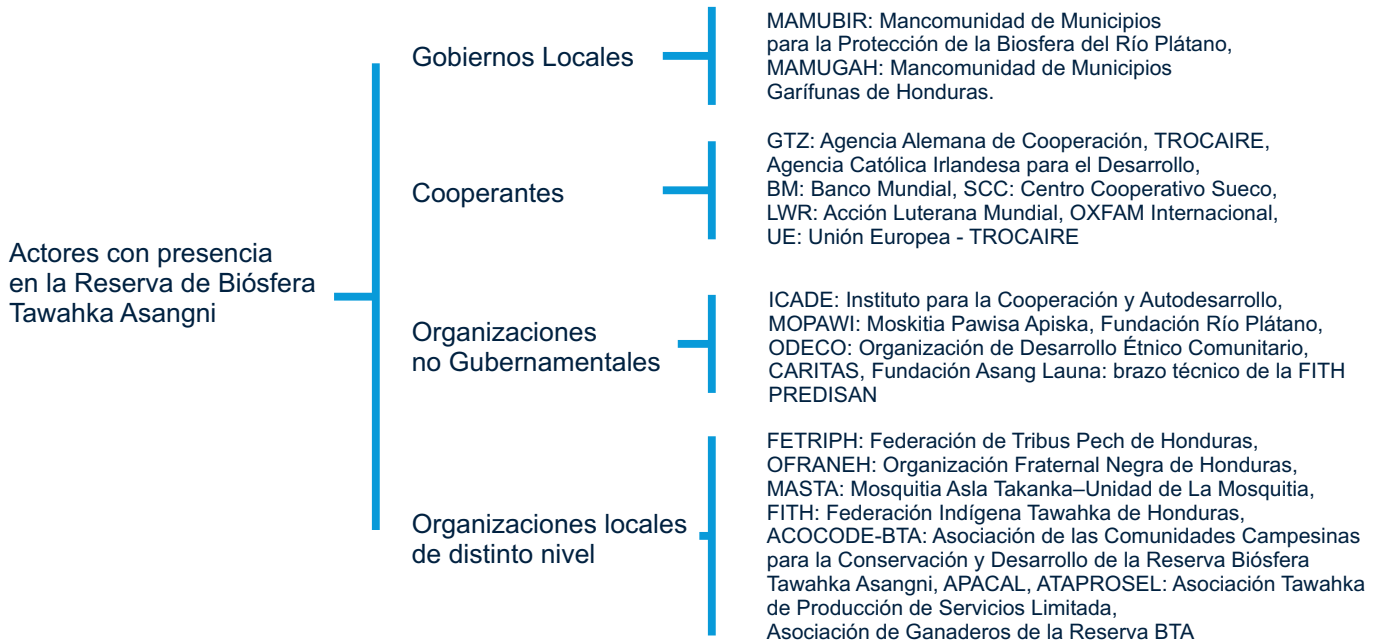 Actores con presencia
en la Reserva de Biósfera
Tawahka Asangni
Gobiernos Locales
MAMUBIR: Mancomunidad de Municipios
para la Protección de la Biosfera del Río Plátano,
MAMUGAH: Mancomunidad de Municipios
Garífunas de Honduras.
Cooperantes
GTZ: Agencia Alemana de Cooperación, TROCAIRE,
Agencia Católica Irlandesa para el Desarrollo,
BM: Banco Mundial, SCC: Centro Cooperativo Sueco,
LWR: Acción Luterana Mundial, OXFAM Internacional,
UE: Unión Europea - TROCAIRE
Organizaciones
no Gubernamentales
ICADE: Instituto para la Cooperación y Autodesarrollo,
MOPAWI: Moskitia Pawisa Apiska, Fundación Río Plátano,
ODECO: Organización de Desarrollo Étnico Comunitario,
CARITAS, Fundación Asang Launa: brazo técnico de la FITH
PREDISAN
Organizaciones locales
de distinto nivel
FETRIPH: Federación de Tribus Pech de Honduras,
OFRANEH: Organización Fraternal Negra de Honduras,
MASTA: Mosquitia Asla Takanka–Unidad de La Mosquitia,
FITH: Federación Indígena Tawahka de Honduras,
ACOCODE-BTA: Asociación de las Comunidades Campesinas
para la Conservación y Desarrollo de la Reserva Biósfera
Tawahka Asangni, APACAL, ATAPROSEL: Asociación Tawahka
de Producción de Servicios Limitada,
Asociación de Ganaderos de la Reserva BTA